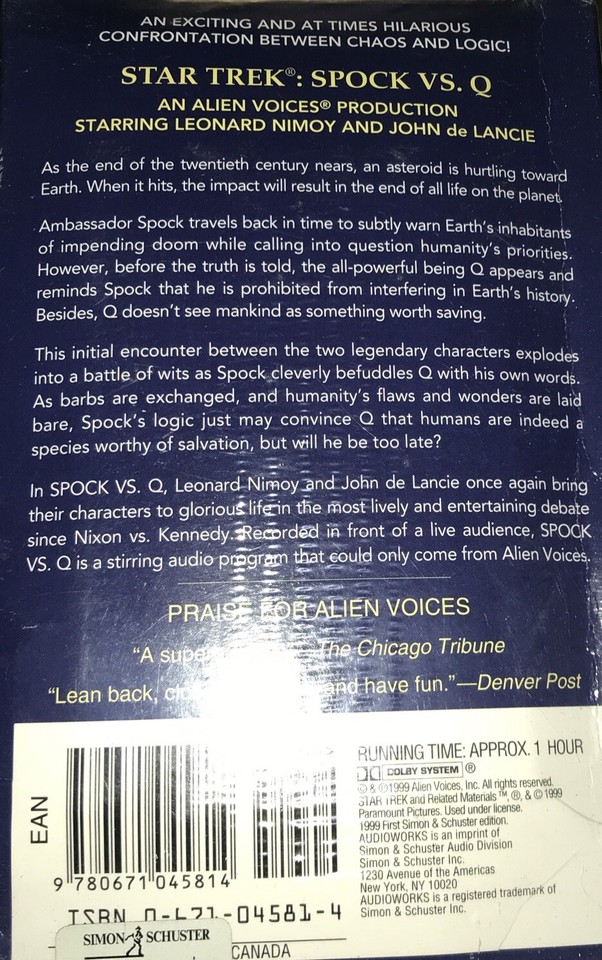 AN EXCITING AND AT TIMES HILARIOUS
CONFRONTATION BETWEEN CHAOS AND LOGIC!
STAR TREK®: SPOCK VS. Q
AN ALIEN VOICES® PRODUCTION
STARRING LEONARD NIMOY AND JOHN de LANCIE
As the end of the twentieth century nears, an asteroid is hurtling toward
Earth. When it hits, the impact will result in the end of all life on the planet.
Ambassador Spock travels back in time to subtly warn Earth's inhabitants
of impending doom while calling into question humanity's priorities.
However, before the truth is told, the all-powerful being Q appears and
reminds Spock that he is prohibited from interfering in Earth's history.
Besides, Q doesn't see mankind as something worth saving.
This initial encounter between the two legendary characters explodes
into a battle of wits as Spock cleverly befuddles Q with his own words.
As barbs are exchanged, and humanity's flaws and wonders are laid
bare, Spock's logic just may convince Q that humans are indeed a
species worthy of salvation, but will he be too late?
In SPOCK VS. Q, Leonard Nimoy and John de Lancie once again bring
their characters to glorious life in the most lively and entertaining debate
since Nixon vs. Kennedy. Recorded in front of a live audience, SPOCK
VS. Q is a stirring audio program that could only come from Alien Voices.
PRAISE FOR ALIEN VOICES
"A The Chicago Tribune
"Lean back, and have fun."—Denver Post
RUNNING TIME: APPROX. 1 HOUR
DOLBY SYSTEM ®
© & ℗ 1999 Alien Voices, Inc. All rights reserved.
STAR TREK and Related Materials ™, ®, & © 1999
Paramount Pictures. Used under license.
1999 First Simon & Schuster edition.
AUDIOWORKS is an imprint of
Simon & Schuster Audio Division
Simon & Schuster Inc.
1230 Avenue of the Americas
New York, NY 10020
AUDIOWORKS is a registered trademark of
Simon & Schuster Inc.
EAN
9 780671 045814
ISBN 0-671-04581-4
SIMON & SCHUSTER
CANADA